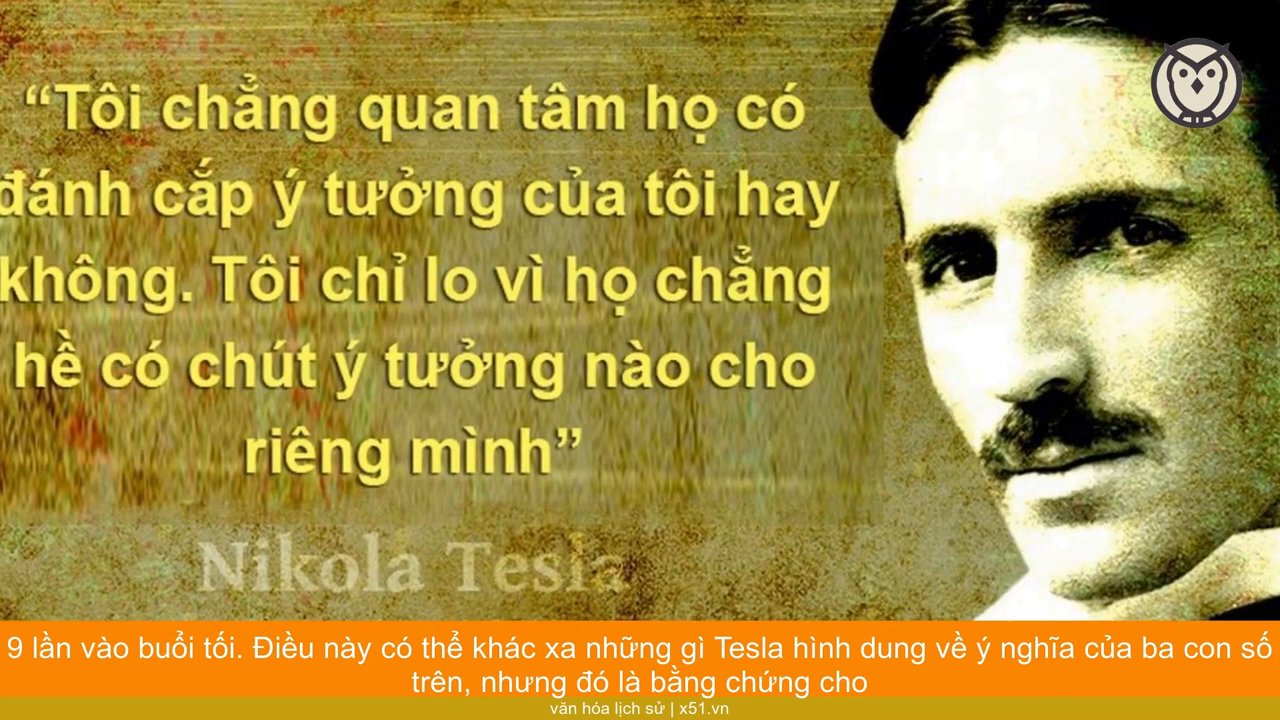 “Tôi chẳng quan tâm họ có
đánh cắp ý tưởng của tôi hay
không. Tôi chỉ lo vì họ chẳng
hề có chút ý tưởng nào cho
riêng mình”
Nikola Tesla
9 lần vào buổi tối. Điều này có thể khác xa những gì Tesla hình dung về ý nghĩa của ba con số
trên, nhưng đó là bằng chứng cho
văn hóa lịch sử | x51.vn